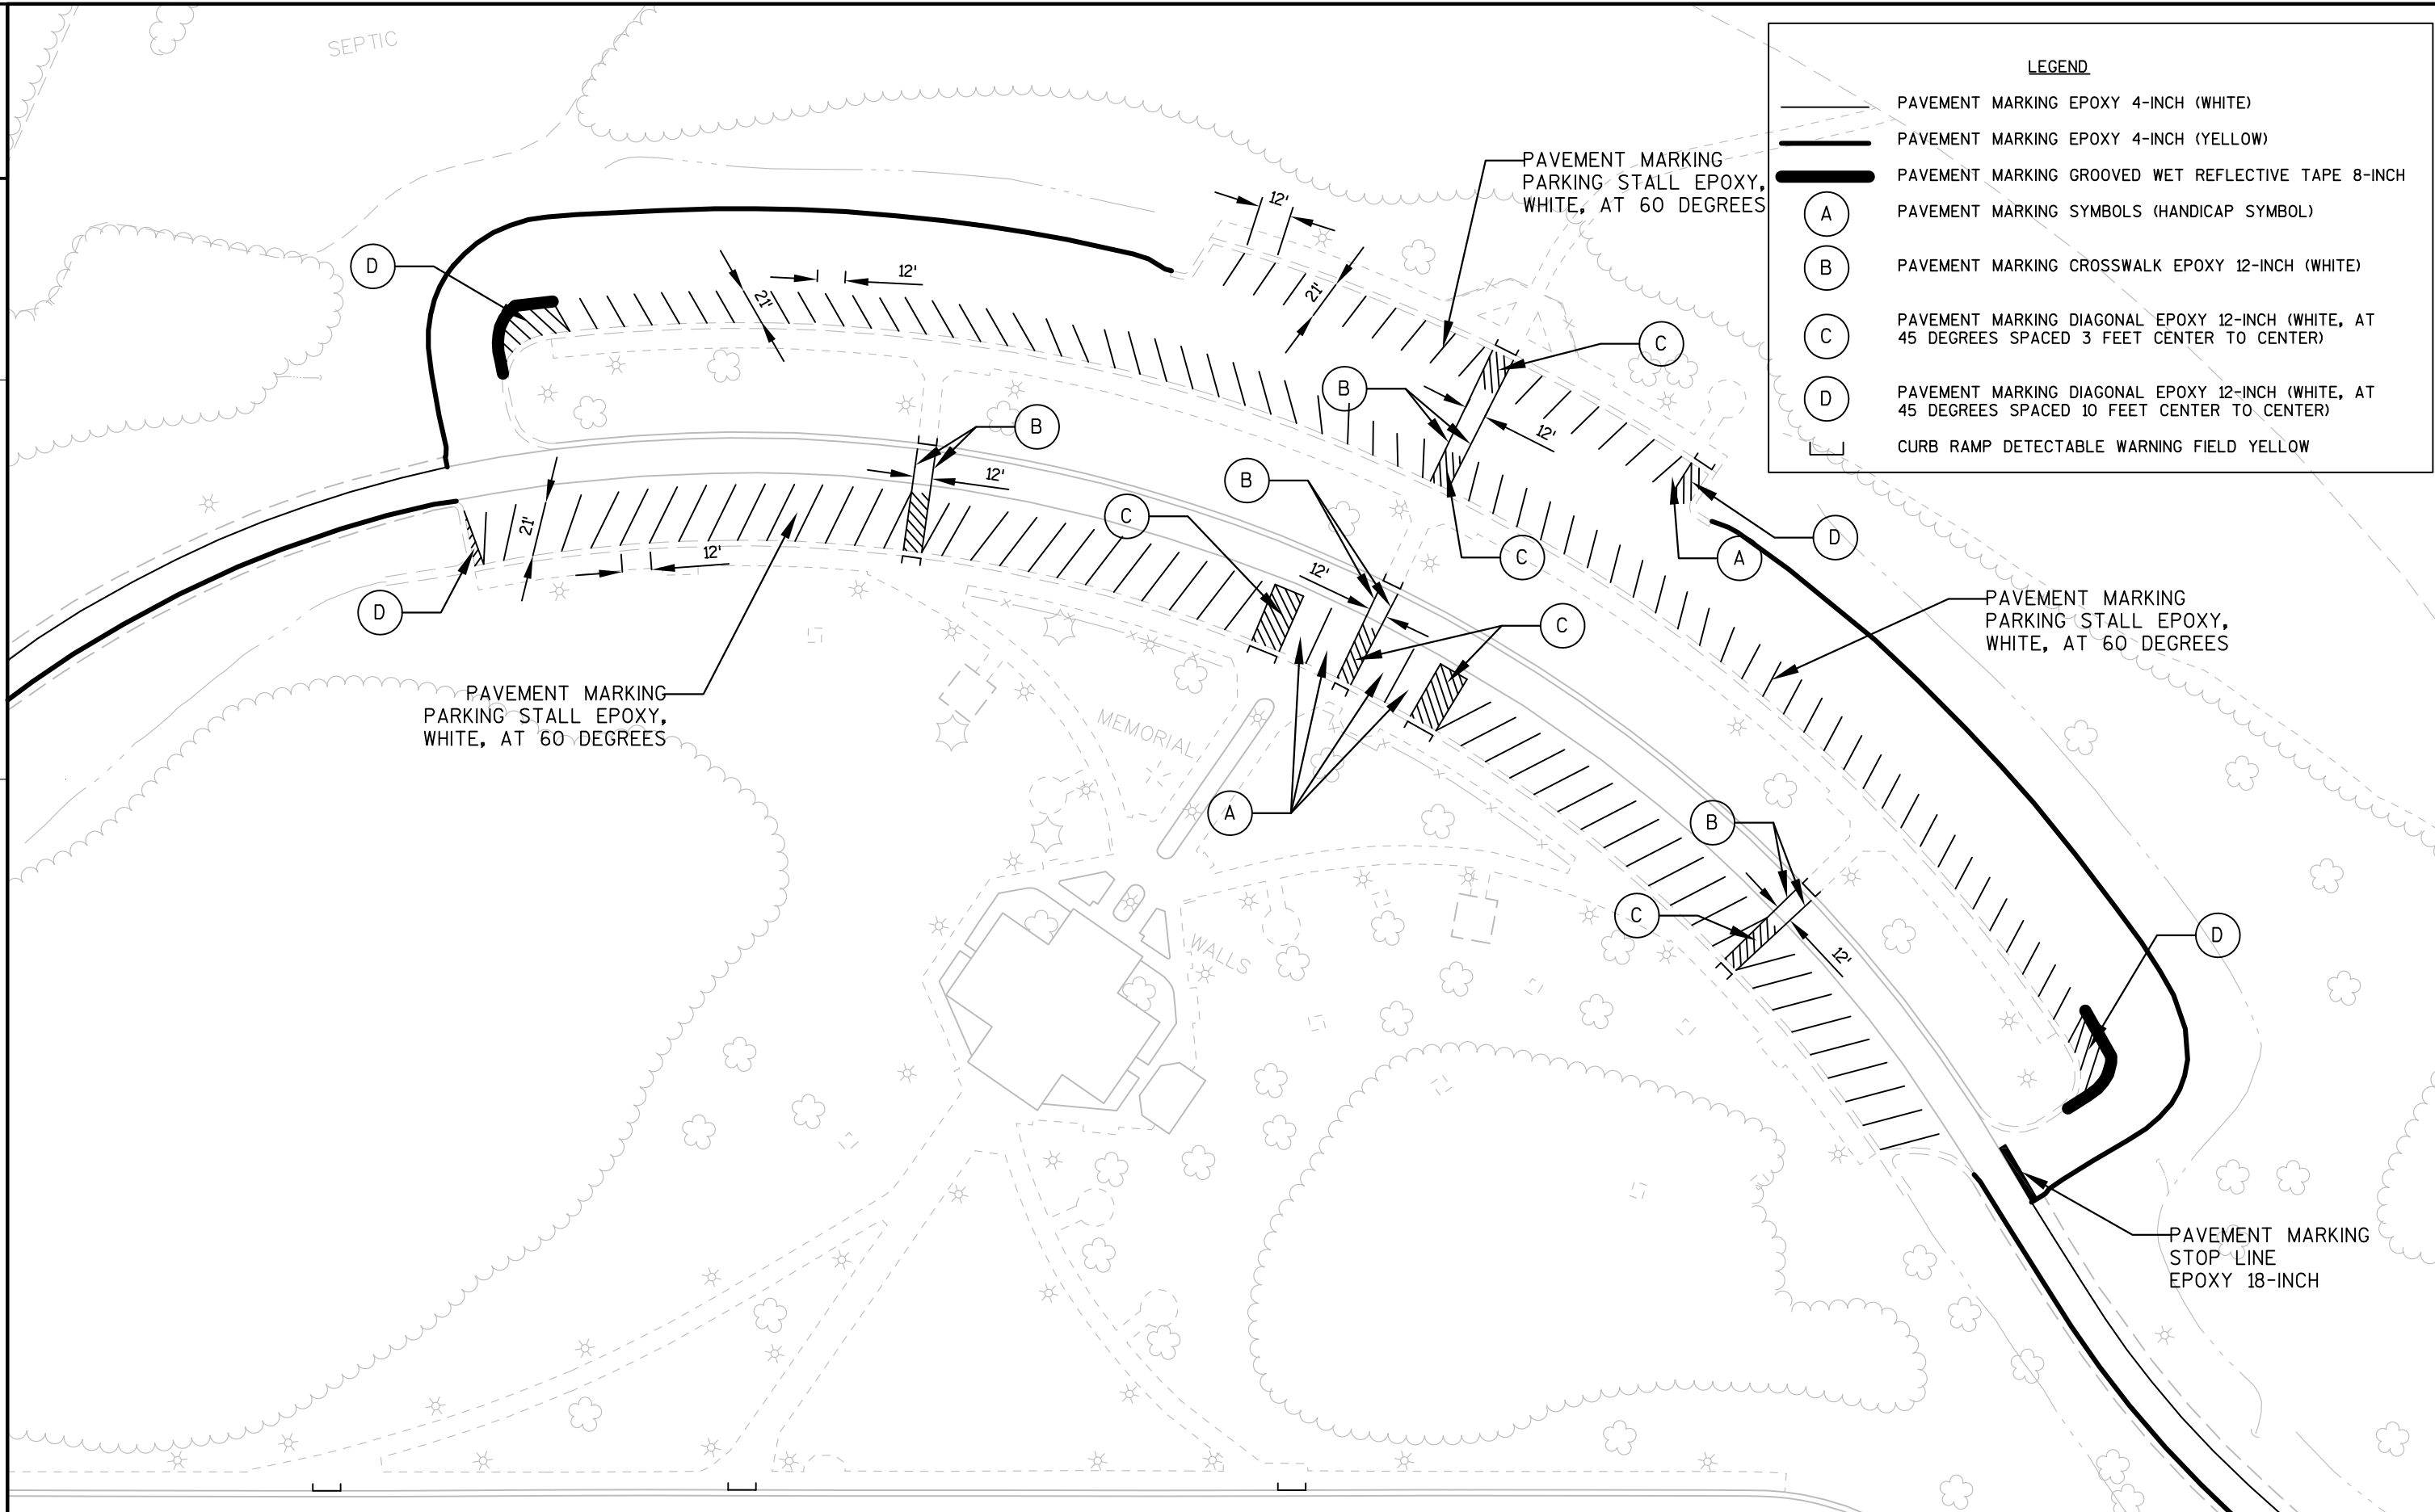 SEPTIC
LEGEND
PAVEMENT MARKING EPOXY 4-INCH (WHITE)
PAVEMENT MARKING EPOXY 4-INCH (YELLOW)
PAVEMENT MARKING GROOVED WET REFLECTIVE TAPE 8-INCH
A PAVEMENT MARKING SYMBOLS (HANDICAP SYMBOL)
B PAVEMENT MARKING CROSSWALK EPOXY 12-INCH (WHITE)
C PAVEMENT MARKING DIAGONAL EPOXY 12-INCH (WHITE, AT
45 DEGREES SPACED 3 FEET CENTER TO CENTER)
D PAVEMENT MARKING DIAGONAL EPOXY 12-INCH (WHITE, AT
45 DEGREES SPACED 10 FEET CENTER TO CENTER)
CURB RAMP DETECTABLE WARNING FIELD YELLOW
PAVEMENT MARKING
PARKING STALL EPOXY,
WHITE, AT 60 DEGREES
12'
D
12'
21'
21'
C
B
B
12'
12'
B
C
21'
12'
C
A
D
12'
D
C
PAVEMENT MARKING
PARKING STALL EPOXY,
WHITE, AT 60 DEGREES
PAVEMENT MARKING
PARKING STALL EPOXY,
WHITE, AT 60 DEGREES
MEMORIAL
A
B
C
D
WALLS
12'
PAVEMENT MARKING
STOP LINE
EPOXY 18-INCH